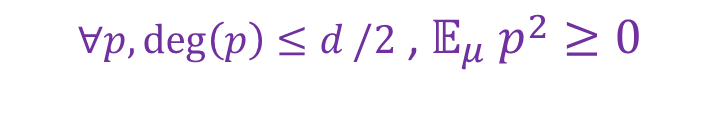 ∀p, deg(p) ≤ d /2 , 𝔼_μ p² ≥ 0